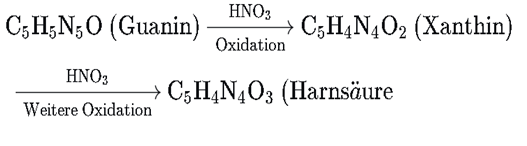 C₅H₅N₅O (Guanin) HNO₃ Oxidation → C₅H₄N₄O₂ (Xanthin)
HNO₃ Weitere Oxidation → C₅H₄N₄O₃ (Harnsäure